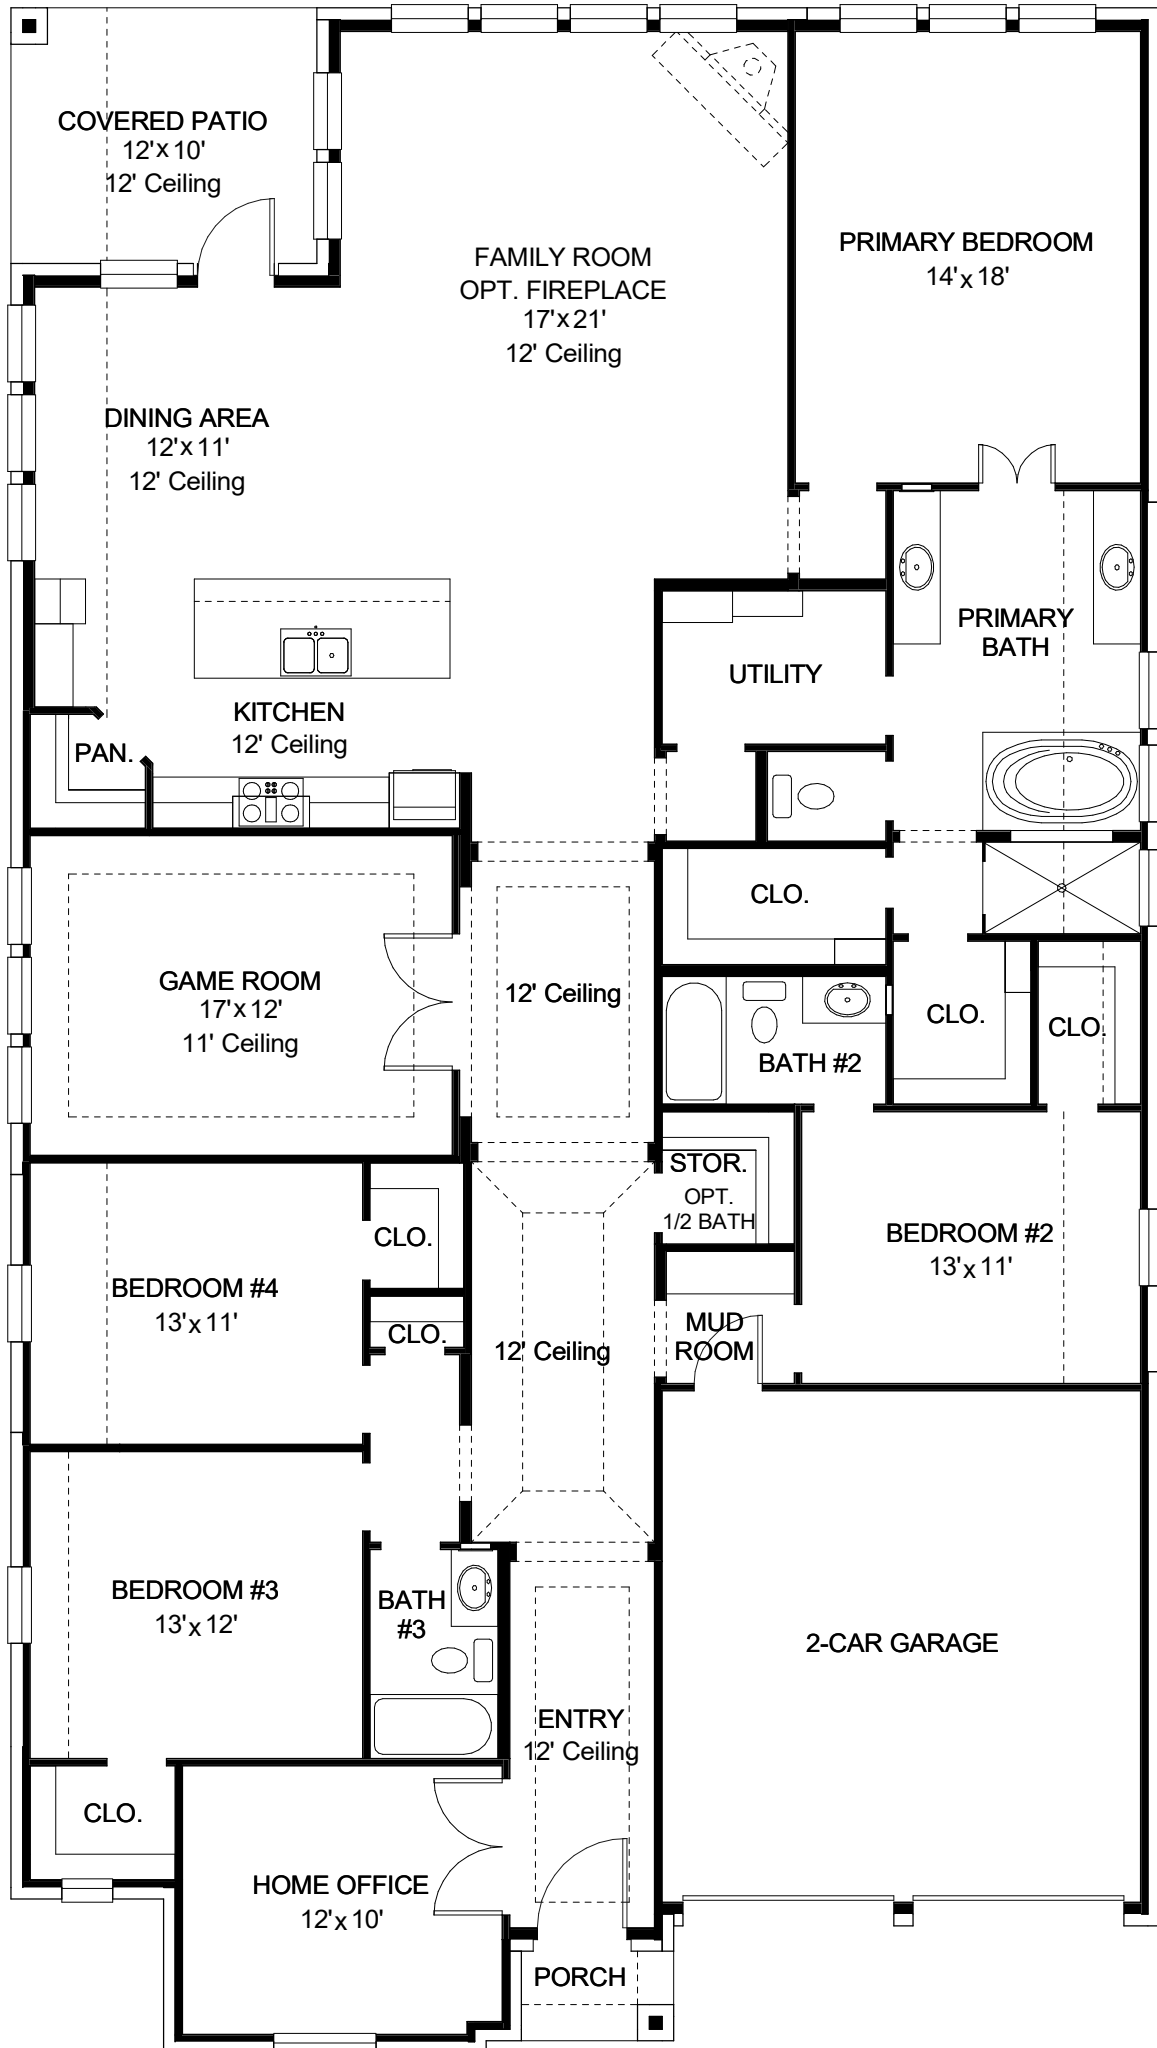 COVERED PATIO
12'x 10'
12' Ceiling
FAMILY ROOM
OPT. FIREPLACE
17'x 21'
12' Ceiling
PRIMARY BEDROOM
14'x 18'
DINING AREA
12'x 11'
12' Ceiling
PRIMARY
BATH
UTILITY
KITCHEN
12' Ceiling
PAN.
CLO.
GAME ROOM
17'x 12'
11' Ceiling
12' Ceiling
CLO.
CLO.
BATH #2
STOR.
OPT.
1/2 BATH
BEDROOM #2
13'x 11'
CLO.
BEDROOM #4
13'x 11'
CLO.
12' Ceiling
MUD
ROOM
BEDROOM #3
13'x 12'
BATH
#3
2-CAR GARAGE
ENTRY
12' Ceiling
CLO.
HOME OFFICE
12'x 10'
PORCH